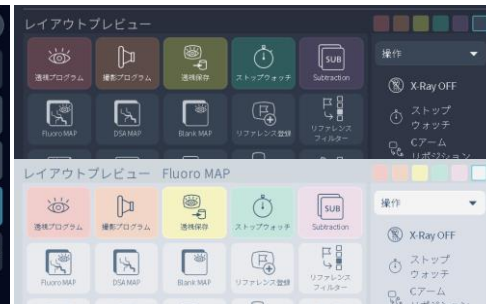 レイアウトプレビュー
透視プログラム
撮影プログラム
透視保存
ストップウォッチ
SUB
Subtraction
Fluoro MAP
DSA MAP
Blank MAP
リファレンス登録
リファレンス
フィルター
操作
X-Ray OFF
ストップ
ウォッチ
Cアーム
リポジション
レイアウトプレビュー Fluoro MAP
透視プログラム
撮影プログラム
透視保存
ストップウォッチ
SUB
Subtraction
Fluoro MAP
DSA MAP
Blank MAP
リファレンス登録
リファレンス
フィルター
操作
X-Ray OFF
ストップ
ウォッチ
Cアーム